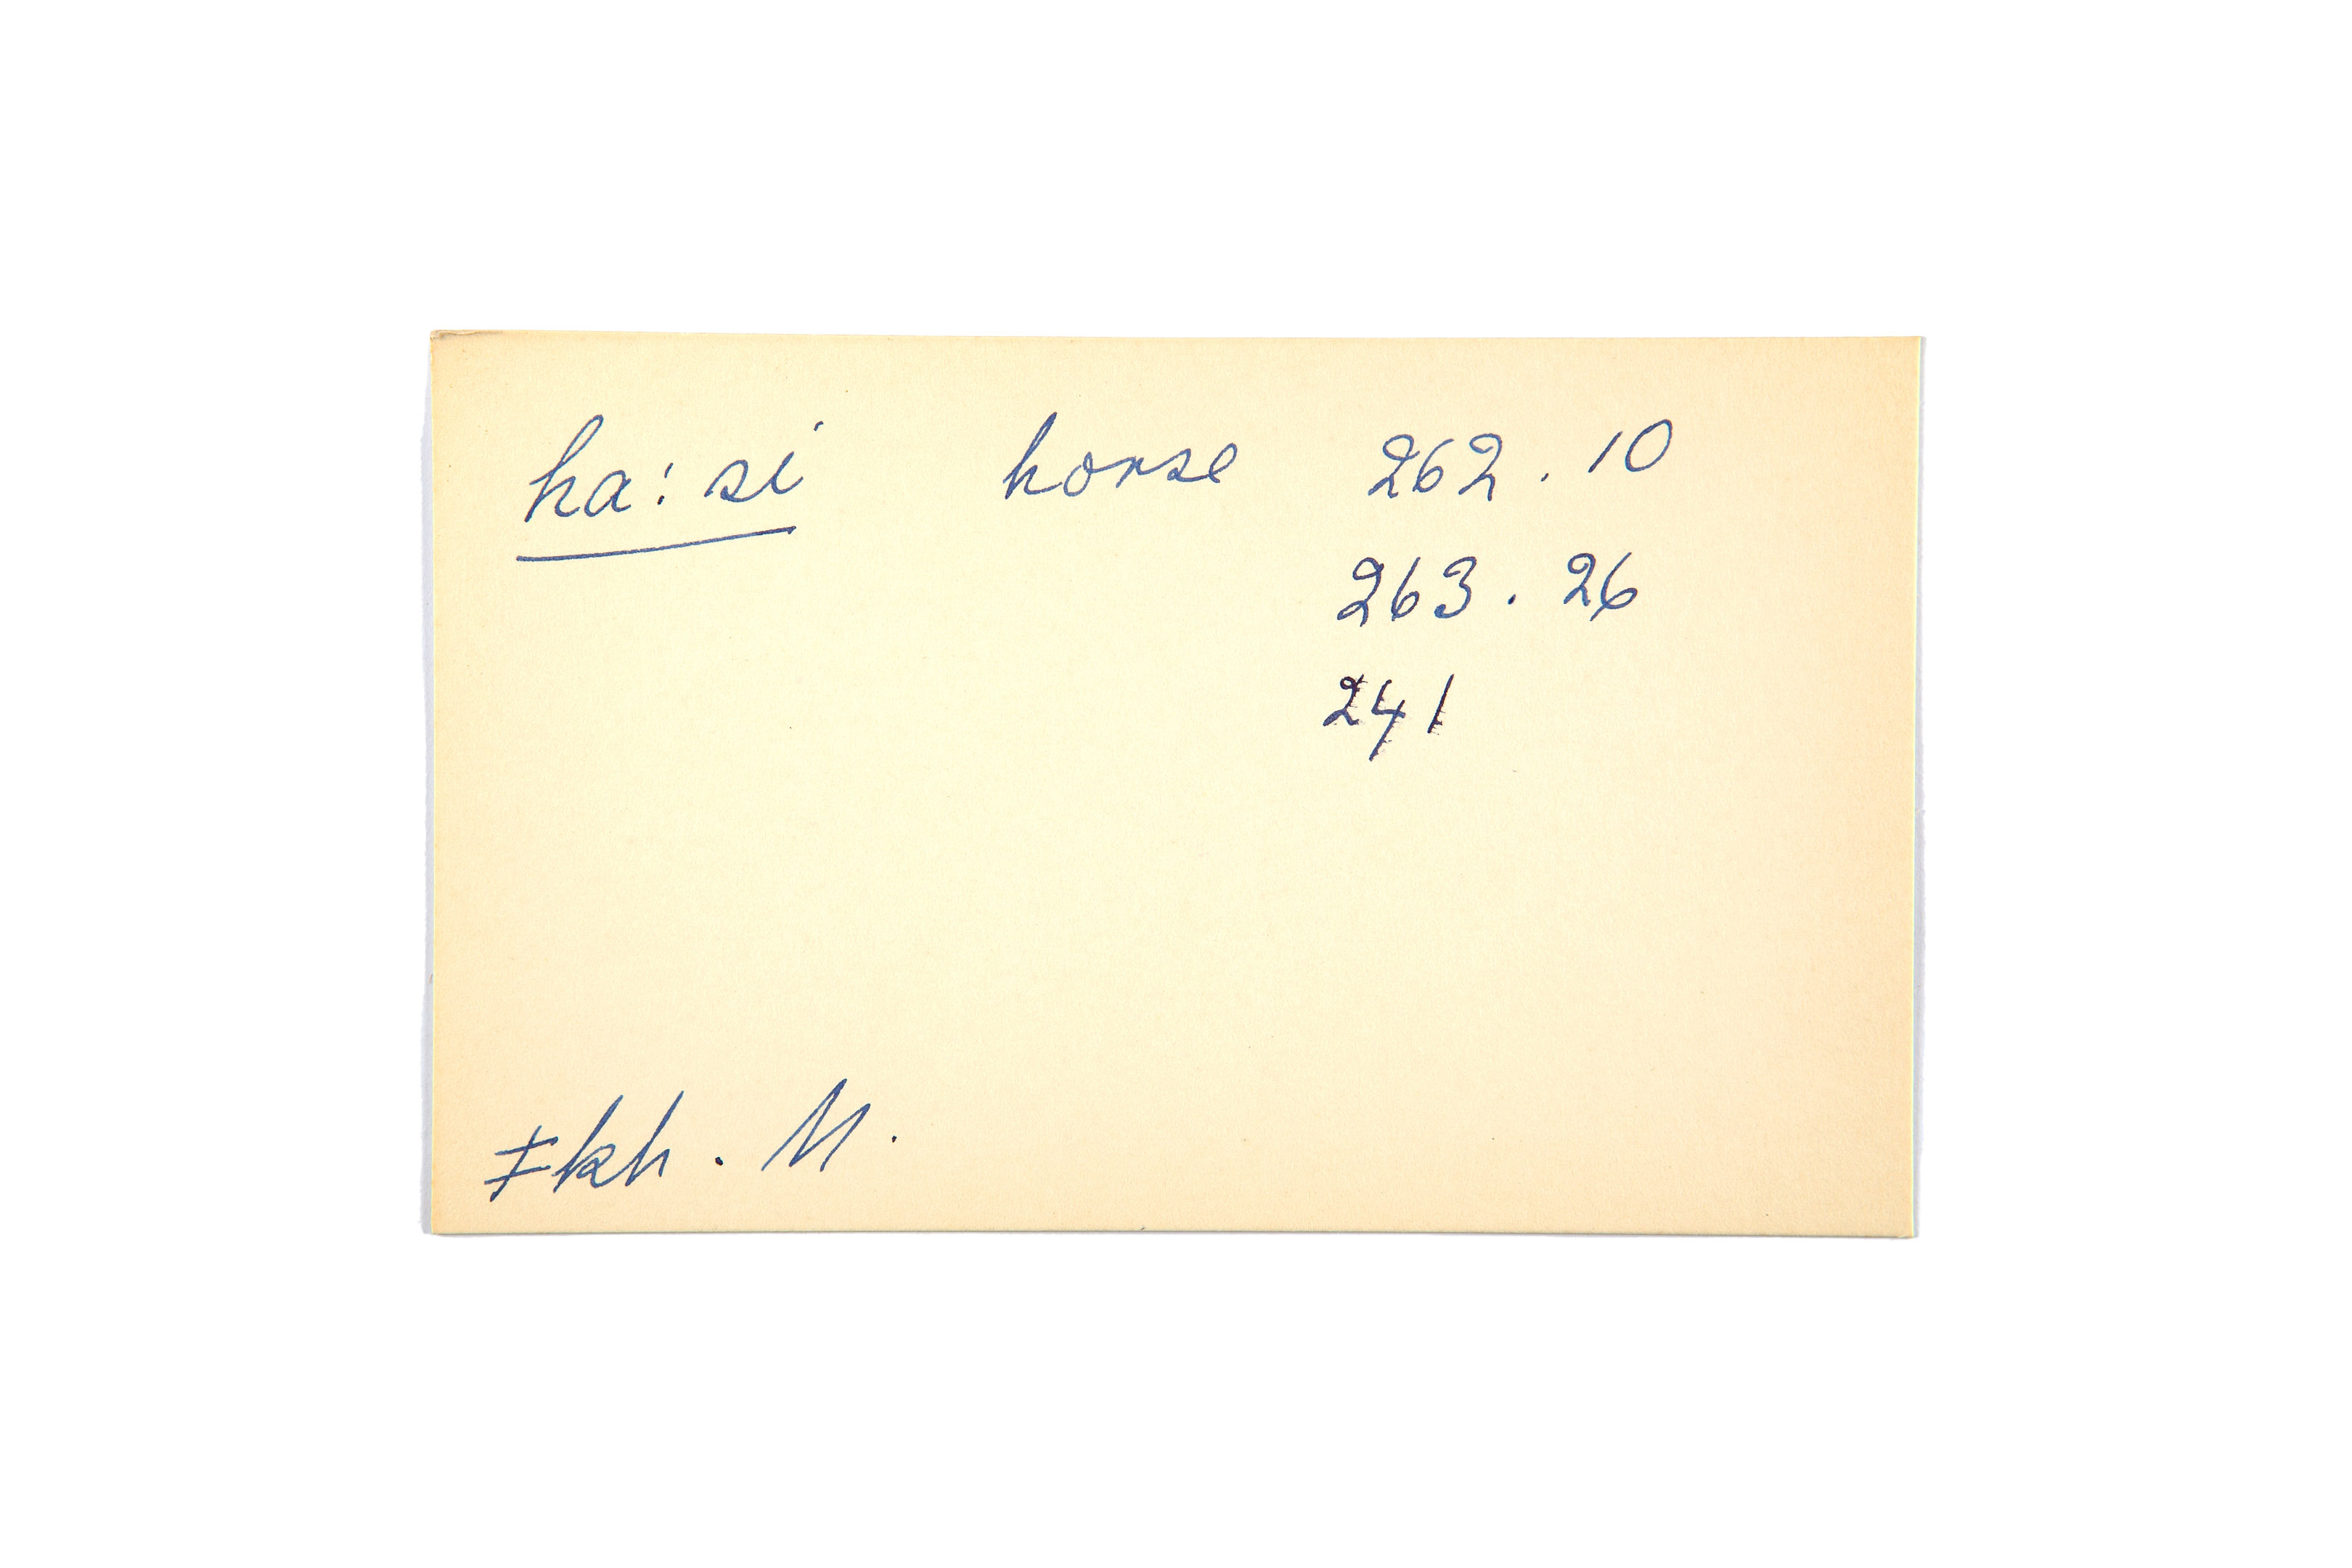 ha: si horse 262 . 10
263 . 26
241
ǂkh . M .